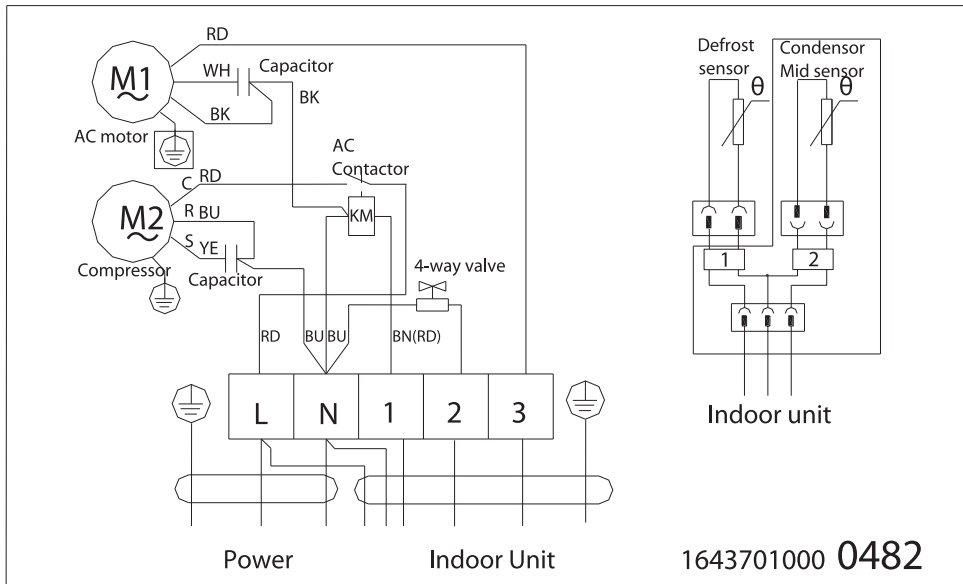 RD
M1
WH
Capacitor
BK
BK
AC motor
AC
Contactor
C
RD
KM
M2
R
BU
S
YE
Compressor
Capacitor
4-way valve
RD
BU
BU
BN(RD)
L
N
1
2
3
Power
Indoor Unit
Defrost
sensor
Condensor
Mid sensor
θ
θ
1
2
Indoor unit
1643701000 0482